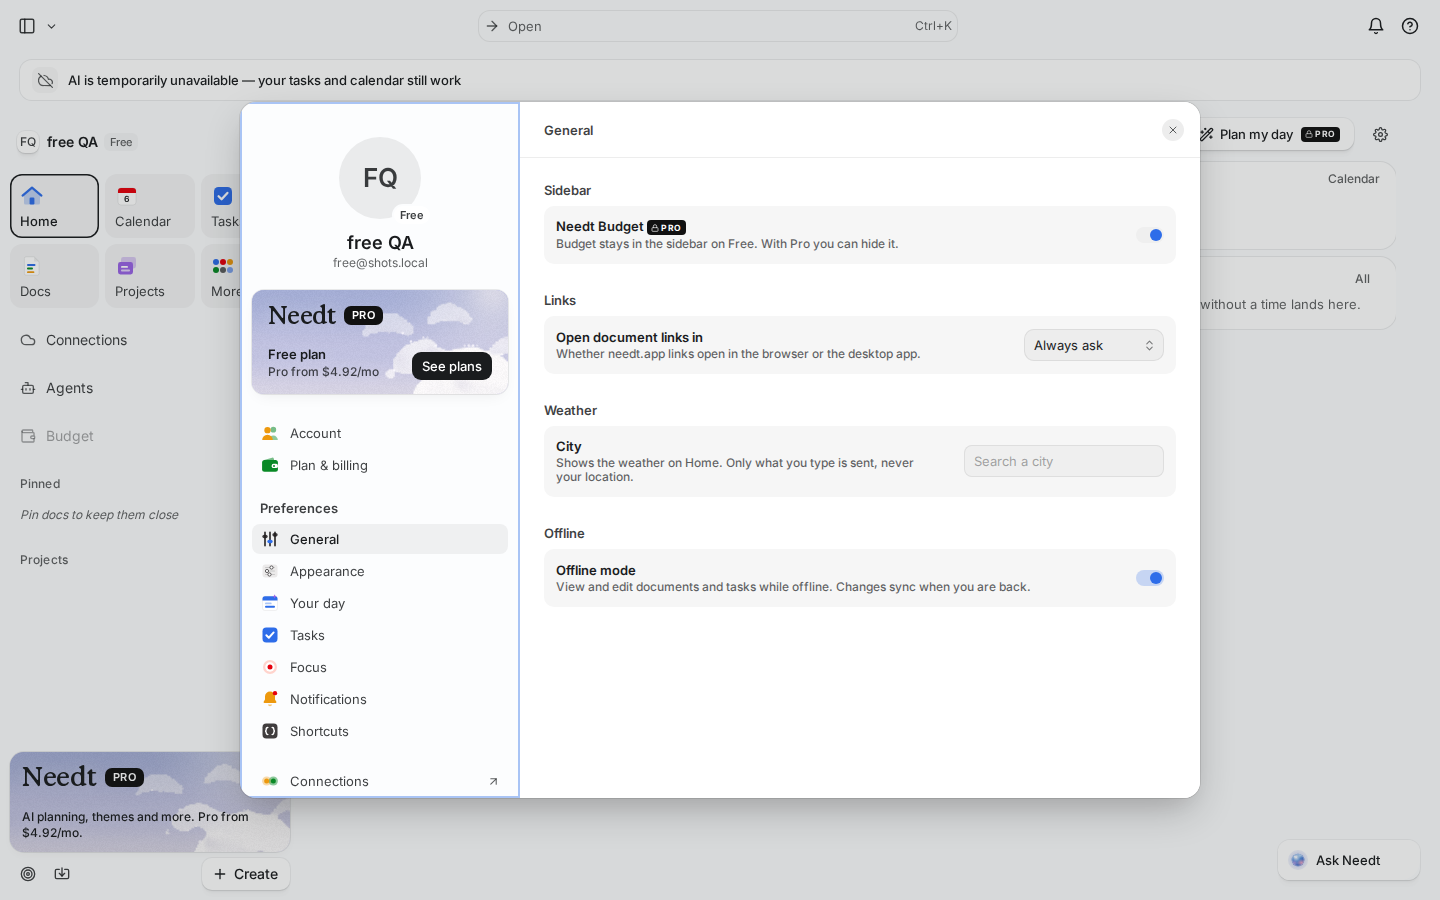 Open
Ctrl+K
AI is temporarily unavailable — your tasks and calendar still work
FQ
free QA
Free
Plan my day
PRO
Home
6
Calendar
Task
Docs
Projects
More
Connections
Agents
Budget
Pinned
Pin docs to keep them close
Projects
Needt PRO
AI planning, themes and more. Pro from
$4.92/mo.
Create
FQ
Free
free QA
free@shots.local
Needt PRO
Free plan
Pro from $4.92/mo
See plans
Account
Plan & billing
Preferences
General
Appearance
Your day
Tasks
Focus
Notifications
Shortcuts
Connections
General
Sidebar
Needt Budget PRO
Budget stays in the sidebar on Free. With Pro you can hide it.
Links
Open document links in
Whether needt.app links open in the browser or the desktop app.
Always ask
Weather
City
Shows the weather on Home. Only what you type is sent, never
your location.
Search a city
Offline
Offline mode
View and edit documents and tasks while offline. Changes sync when you are back.
Calendar
All
without a time lands here.
Ask Needt